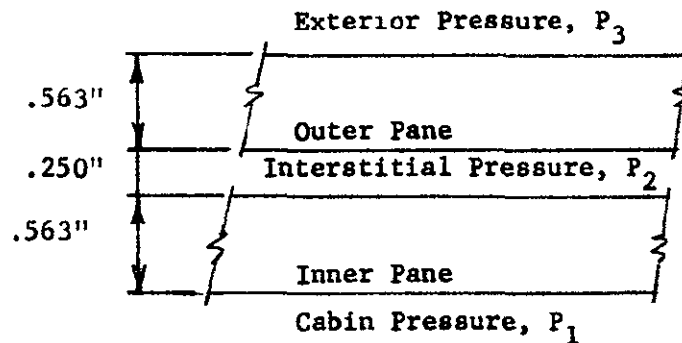 Exterior Pressure, P3
.563"
Outer Pane
.250"
Interstitial Pressure, P2
.563"
Inner Pane
Cabin Pressure, P1